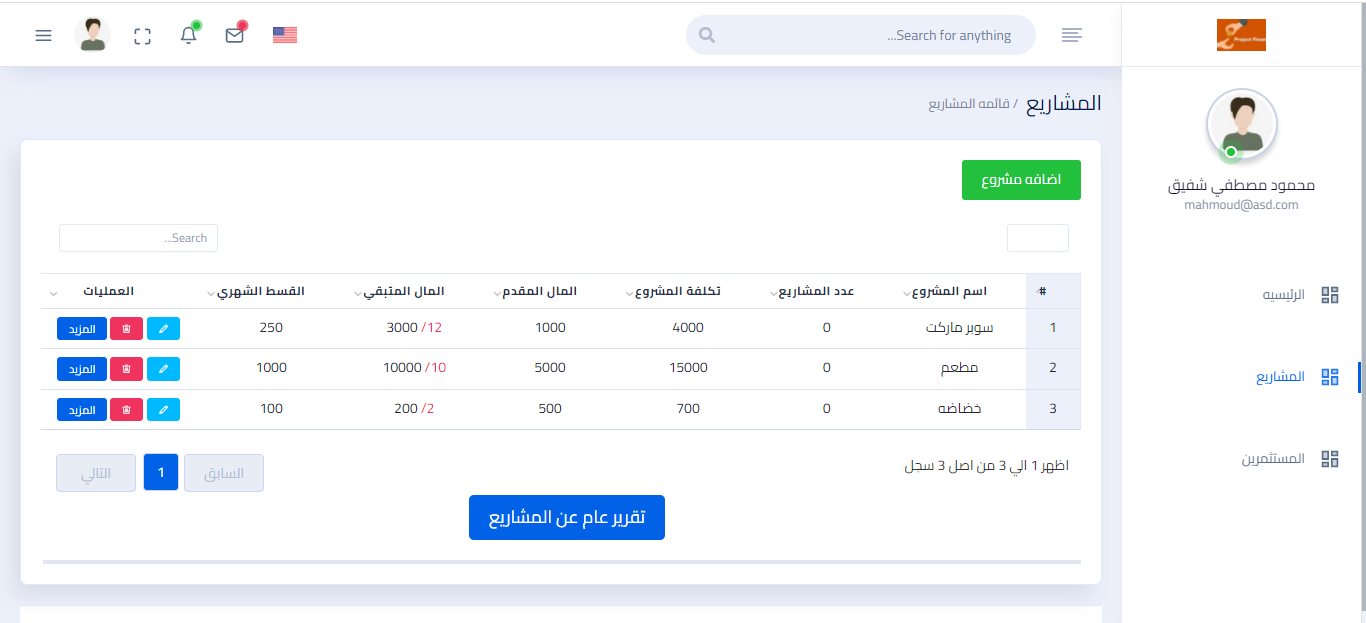 Search for anything...
Project Rise
المشاريع / قائمه المشاريع
محمود مصطفي شفيق
mahmoud@asd.com
الرئيسيه
المشاريع
المستثمرين
اضافه مشروع
Search...
# اسم المشروع عدد المشاريع تكلفة المشروع المال المقدم المال المتبقي القسط الشهري العمليات
1 سوبر ماركت 0 4000 1000 3000 /12 250 المزيد
2 مطعم 0 15000 5000 10000 /10 1000 المزيد
3 خضاضه 0 700 500 200 /2 100 المزيد
اظهر 1 الي 3 من اصل 3 سجل
السابق 1 التالي
تقرير عام عن المشاريع